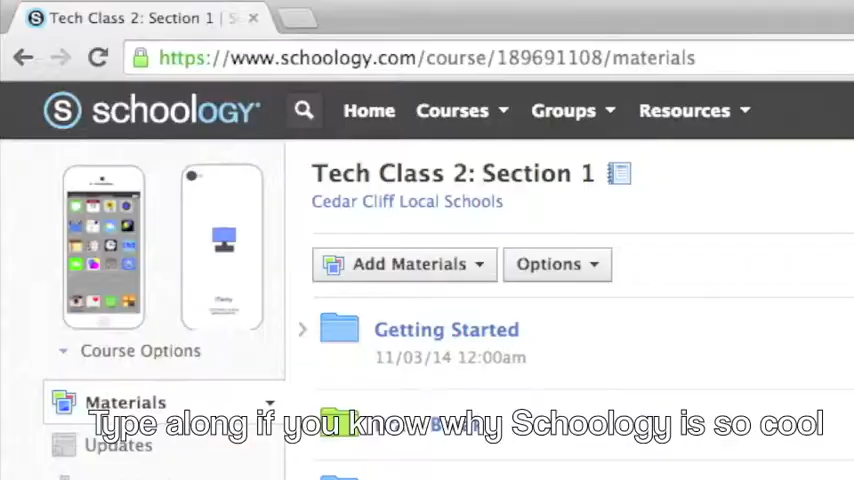 Tech Class 2: Section 1 | S
https://www.schoology.com/course/189691108/materials
S schoology
Home Courses Groups Resources
Tech Class 2: Section 1
Cedar Cliff Local Schools
Add Materials Options
Getting Started
11/03/14 12:00am
Course Options
Materials
Type along if you know why Schoology is so cool
Updates